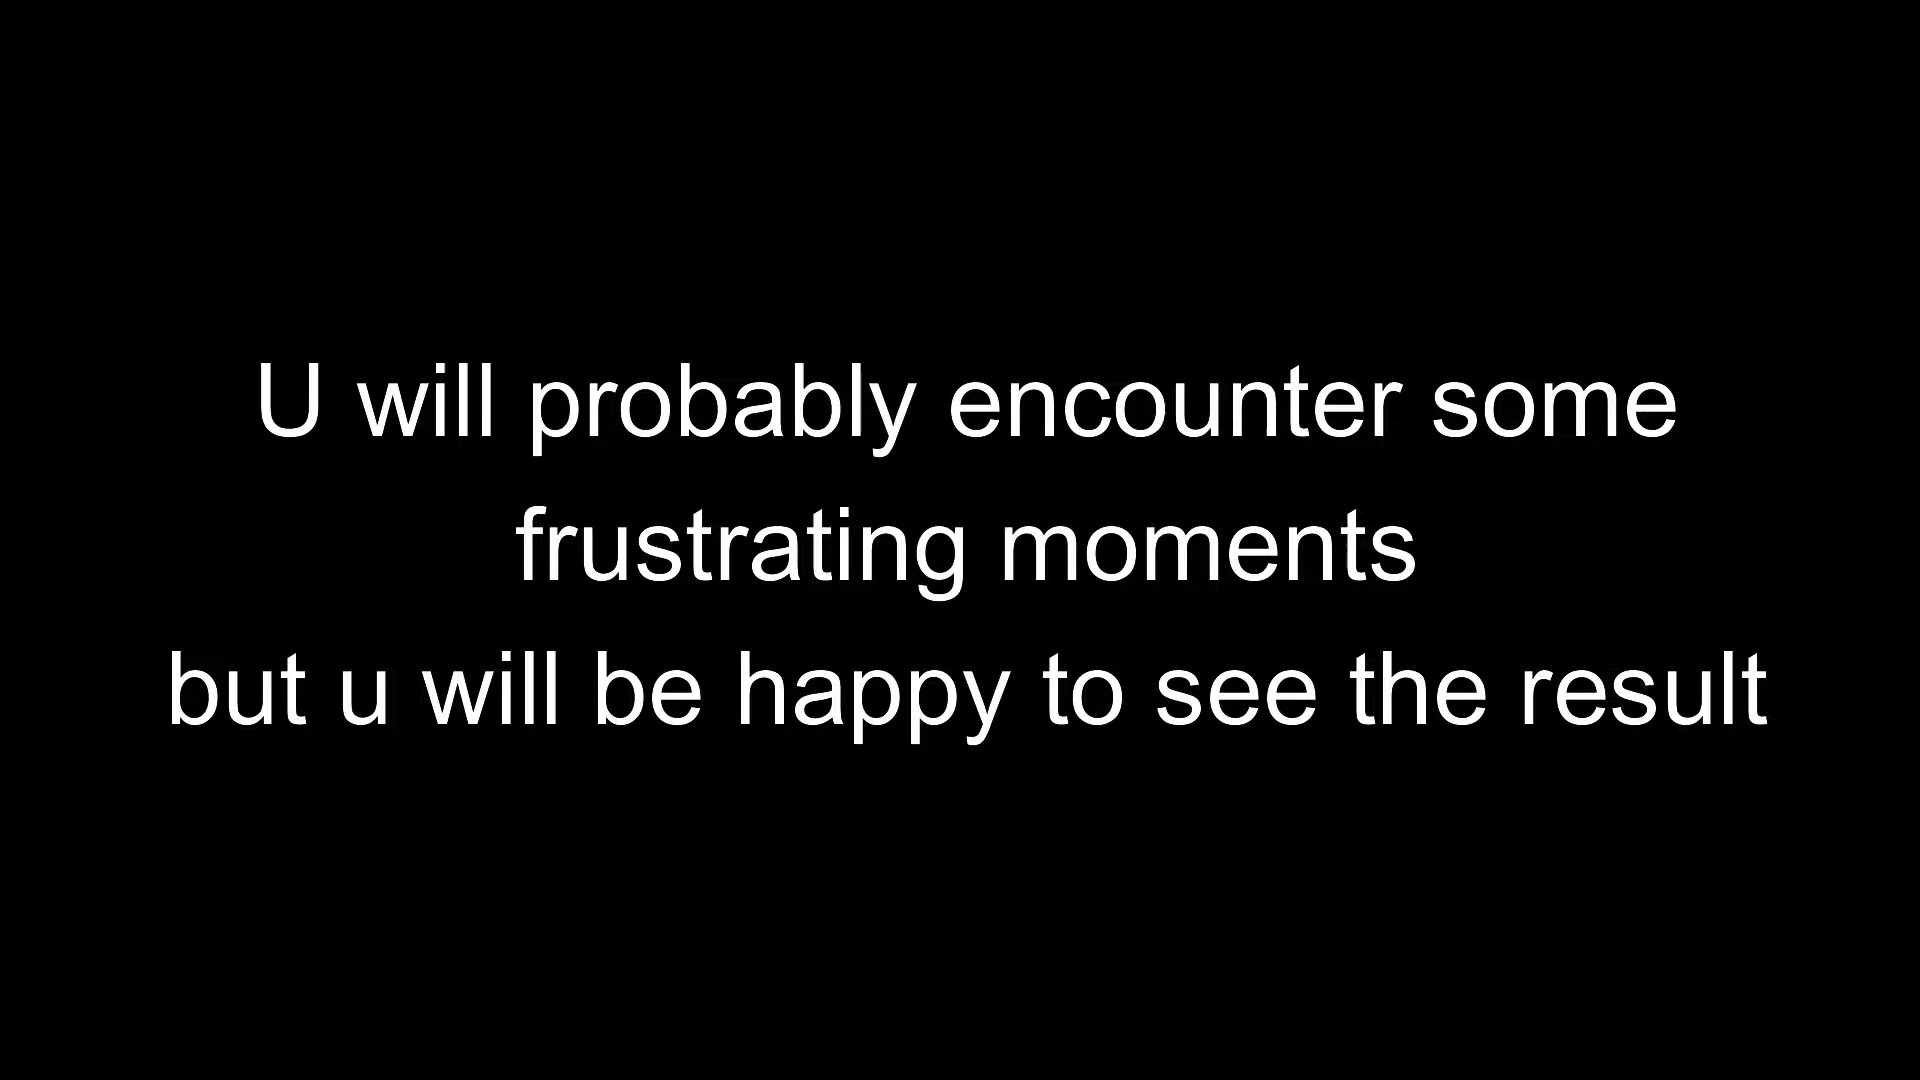 U will probably encounter some
frustrating moments
but u will be happy to see the result